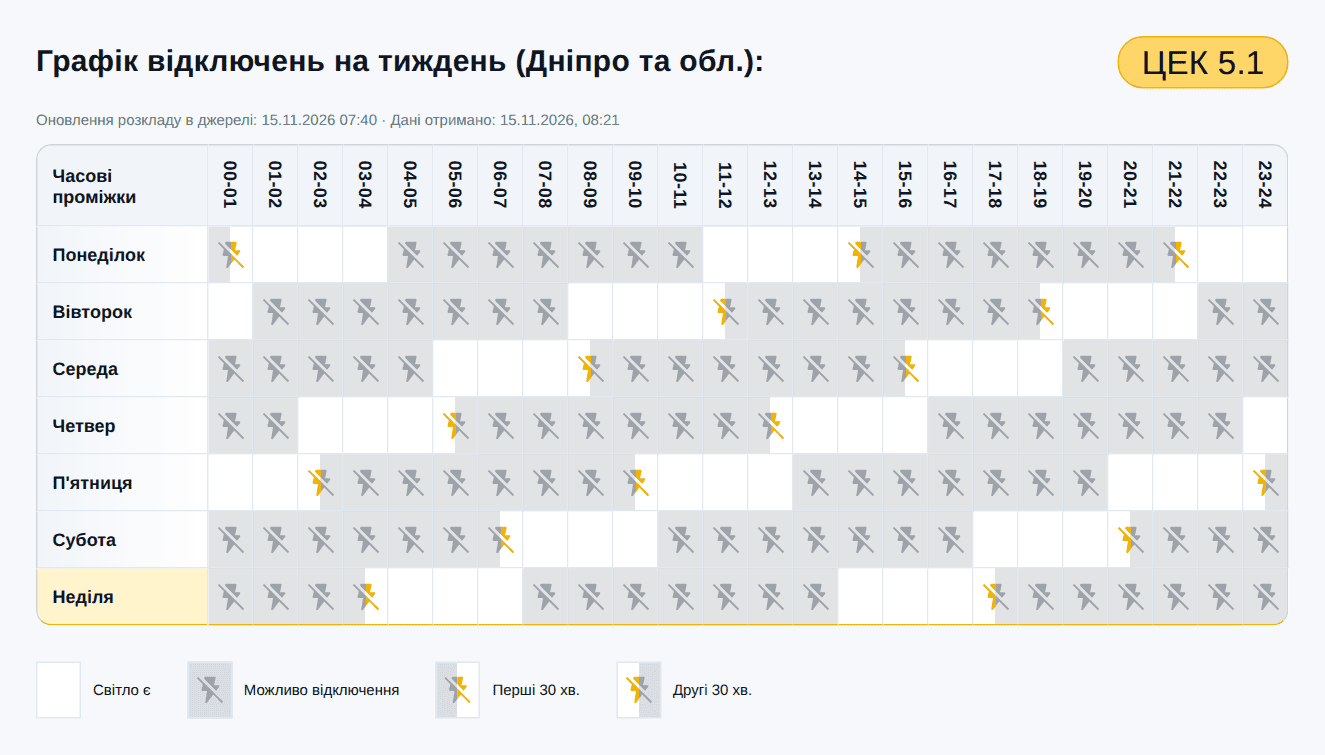 Графік відключень на тиждень (Дніпро та обл.):
ЦЕК 5.1
Оновлення розкладу в джерелі: 15.11.2026 07:40 · Дані отримано: 15.11.2026, 08:21
Часові
проміжки
00-01 01-02 02-03 03-04 04-05 05-06 06-07 07-08 08-09 09-10 10-11 11-12 12-13 13-14 14-15 15-16 16-17 17-18 18-19 19-20 20-21 21-22 22-23 23-24
Понеділок
Вівторок
Середа
Четвер
П'ятниця
Субота
Неділя
Світло є
Можливо відключення
Перші 30 хв.
Другі 30 хв.